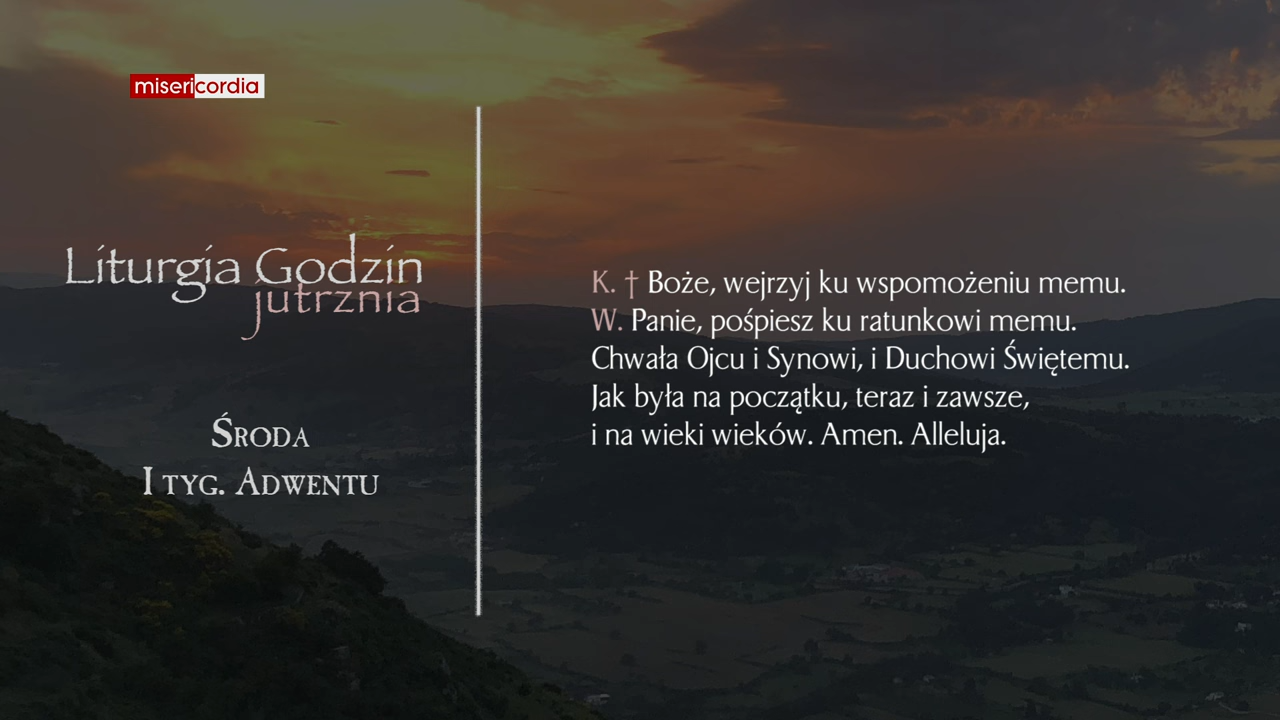 misericordia
Liturgia Godzin
jutrznia
Środa
I tyg. Adwentu
K. † Boże, wejrzyj ku wspomożeniu memu.
W. Panie, pośpiesz ku ratunkowi memu.
Chwała Ojcu i Synowi, i Duchowi Świętemu.
Jak była na początku, teraz i zawsze,
i na wieki wieków. Amen. Alleluja.